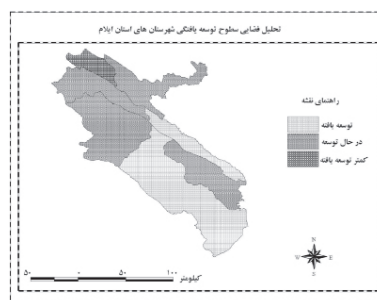 تحلیل فضایی سطوح توسعه یافتگی شهرستان های استان ایلام
راهنمای نقشه
توسعه یافته
در حال توسعه
کمتر توسعه یافته
N
W E
S
۵۰ ۰ ۵۰ ۱۰۰
کیلومتر